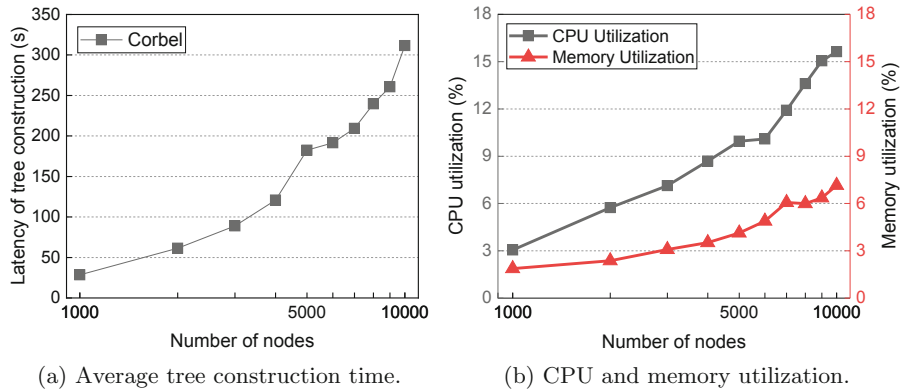 350
300
250
200
150
100
50
0
Latency of tree construction (s)
Corbel
1000
5000
10000
Number of nodes
(a) Average tree construction time.
18
15
12
9
6
3
0
CPU utilization (%)
CPU Utilization
Memory Utilization
18
15
12
9
6
3
0
Memory utilization (%)
1000
5000
10000
Number of nodes
(b) CPU and memory utilization.